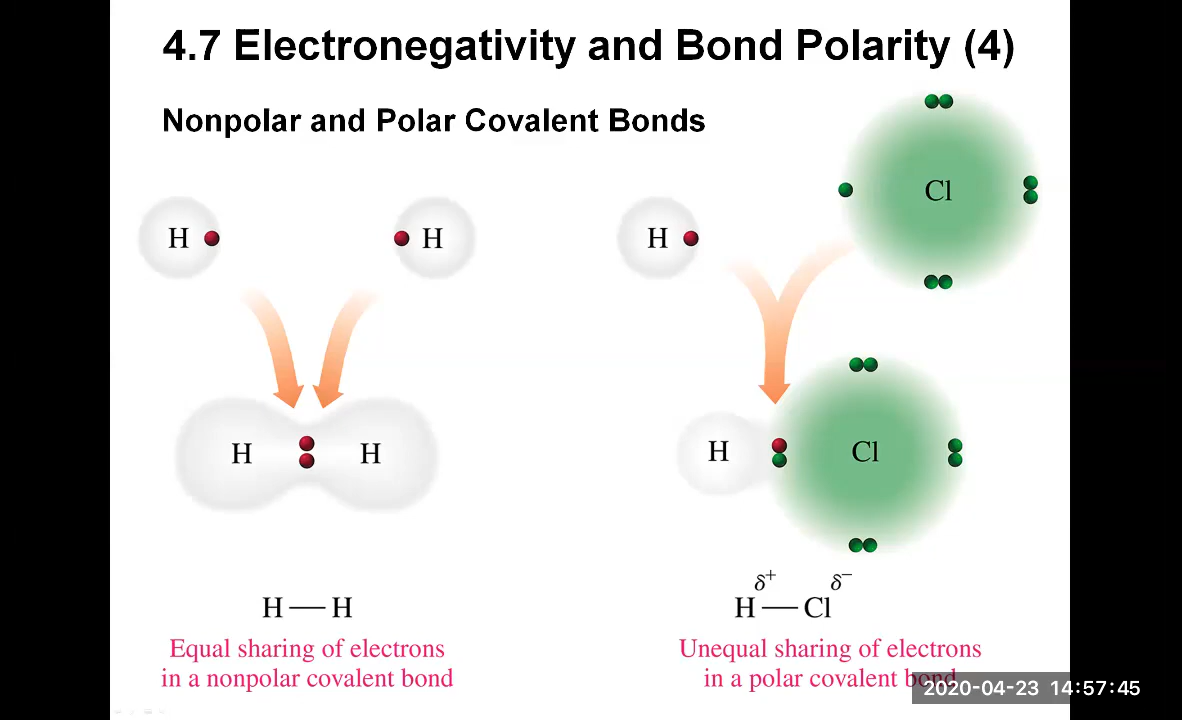 4.7 Electronegativity and Bond Polarity (4)
Nonpolar and Polar Covalent Bonds
H
H
H
Cl
H
H
H
Cl
H—H
Equal sharing of electrons
in a nonpolar covalent bond
δ⁺ δ⁻
H—Cl
Unequal sharing of electrons
in a polar covalent bond
2020-04-23 14:57:45